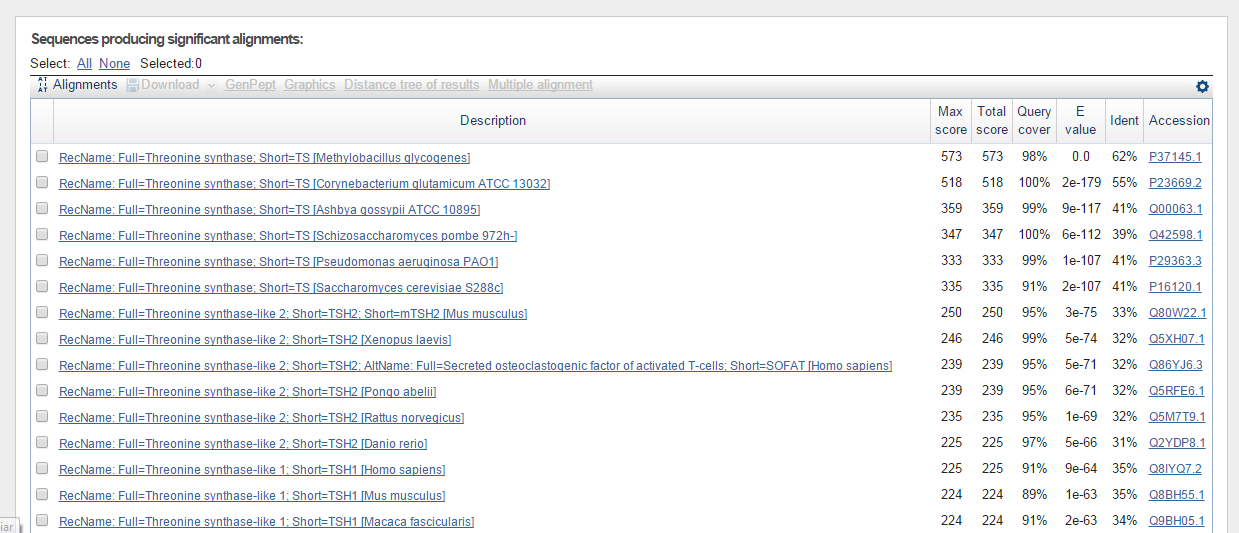 Sequences producing significant alignments:
Select: All None Selected:0
Alignments Download GenPept Graphics Distance tree of results Multiple alignment
Description Max score Total score Query cover E value Ident Accession
RecName: Full=Threonine synthase; Short=TS [Methylobacillus glycogenes] 573 573 98% 0.0 62% P37145.1
RecName: Full=Threonine synthase; Short=TS [Corynebacterium glutamicum ATCC 13032] 518 518 100% 2e-179 55% P23669.2
RecName: Full=Threonine synthase; Short=TS [Ashbya gossypii ATCC 10895] 359 359 99% 9e-117 41% Q00063.1
RecName: Full=Threonine synthase; Short=TS [Schizosaccharomyces pombe 972h-] 347 347 100% 6e-112 39% Q42598.1
RecName: Full=Threonine synthase; Short=TS [Pseudomonas aeruginosa PAO1] 333 333 99% 1e-107 41% P29363.3
RecName: Full=Threonine synthase; Short=TS [Saccharomyces cerevisiae S288c] 335 335 91% 2e-107 41% P16120.1
RecName: Full=Threonine synthase-like 2; Short=TSH2; Short=mTSH2 [Mus musculus] 250 250 95% 3e-75 33% Q80W22.1
RecName: Full=Threonine synthase-like 2; Short=TSH2 [Xenopus laevis] 246 246 99% 5e-74 32% Q5XH07.1
RecName: Full=Threonine synthase-like 2; Short=TSH2; AltName: Full=Secreted osteoclastogenic factor of activated T-cells; Short=SOFAT [Homo sapiens] 239 239 95% 5e-71 32% Q86YJ6.3
RecName: Full=Threonine synthase-like 2; Short=TSH2 [Pongo abelii] 239 239 95% 6e-71 32% Q5RFE6.1
RecName: Full=Threonine synthase-like 2; Short=TSH2 [Rattus norvegicus] 235 235 95% 1e-69 32% Q5M7T9.1
RecName: Full=Threonine synthase-like 2; Short=TSH2 [Danio rerio] 225 225 97% 5e-66 31% Q2YDP8.1
RecName: Full=Threonine synthase-like 1; Short=TSH1 [Homo sapiens] 225 225 91% 9e-64 35% Q8IYQ7.2
RecName: Full=Threonine synthase-like 1; Short=TSH1 [Mus musculus] 224 224 89% 1e-63 35% Q8BH55.1
RecName: Full=Threonine synthase-like 1; Short=TSH1 [Macaca fascicularis] 224 224 91% 2e-63 34% Q9BH05.1